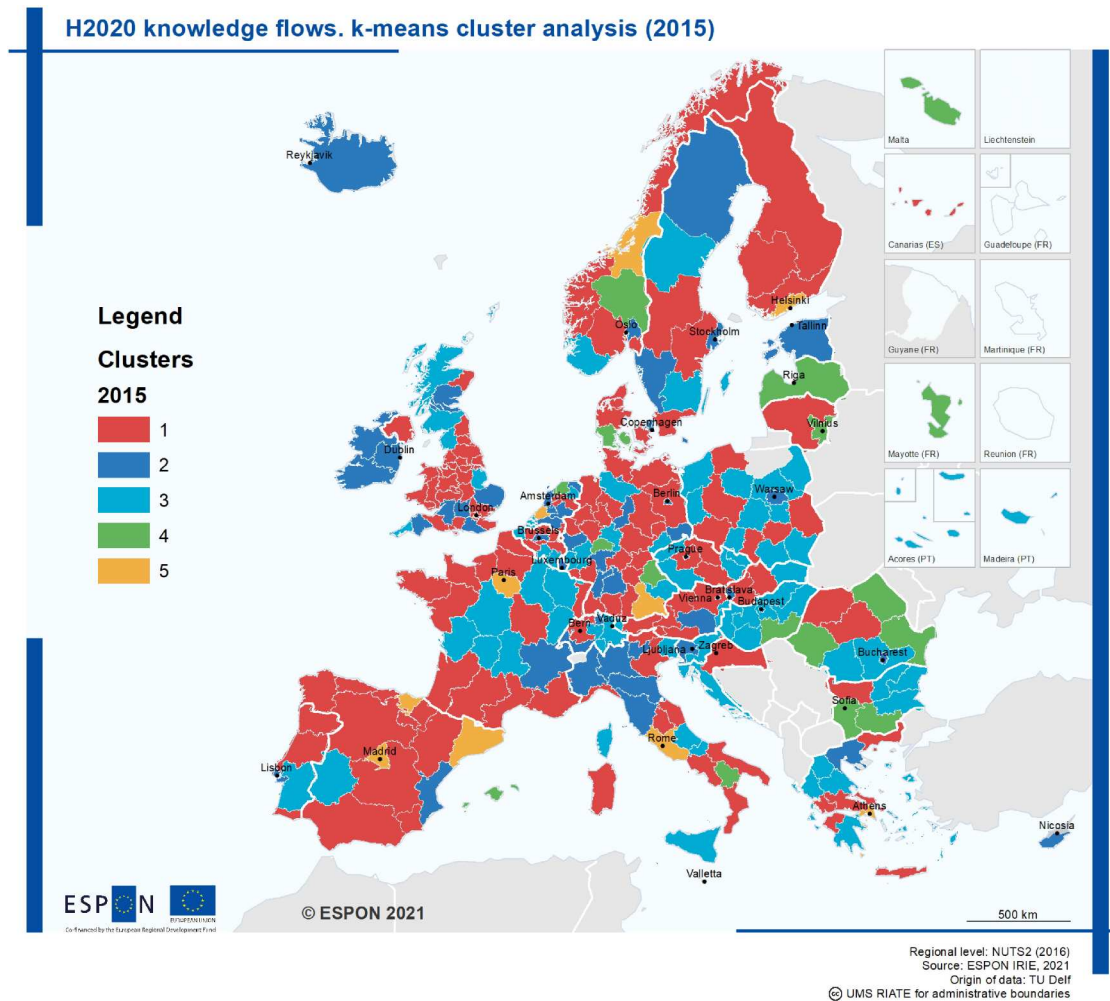 H2020 knowledge flows. k-means cluster analysis (2015)
Malta
Liechtenstein
Reykjavik
Canarias (ES)
Guadeloupe (FR)
Legend
Clusters
2015
1
2
3
4
5
Helsinki
Oslo
Stockholm
Tallinn
Guyane (FR)
Martinique (FR)
Riga
Copenhagen
Vilnius
Mayotte (FR)
Reunion (FR)
Dublin
Amsterdam
Berlin
Warsaw
London
Brussels
Acores (PT)
Madeira (PT)
Luxembourg
Prague
Paris
Bratislava
Vienna
Budapest
Bern
Vaduz
Ljubljana
Zagreb
Bucharest
Sofia
Rome
Madrid
Lisbon
Athens
Nicosia
Valletta
ESPON
EUROPEAN UNION
Co-financed by the European Regional Development Fund
© ESPON 2021
500 km
Regional level: NUTS2 (2016)
Source: ESPON IRIE, 2021
Origin of data: TU Delf
cc UMS RIATE for administrative boundaries